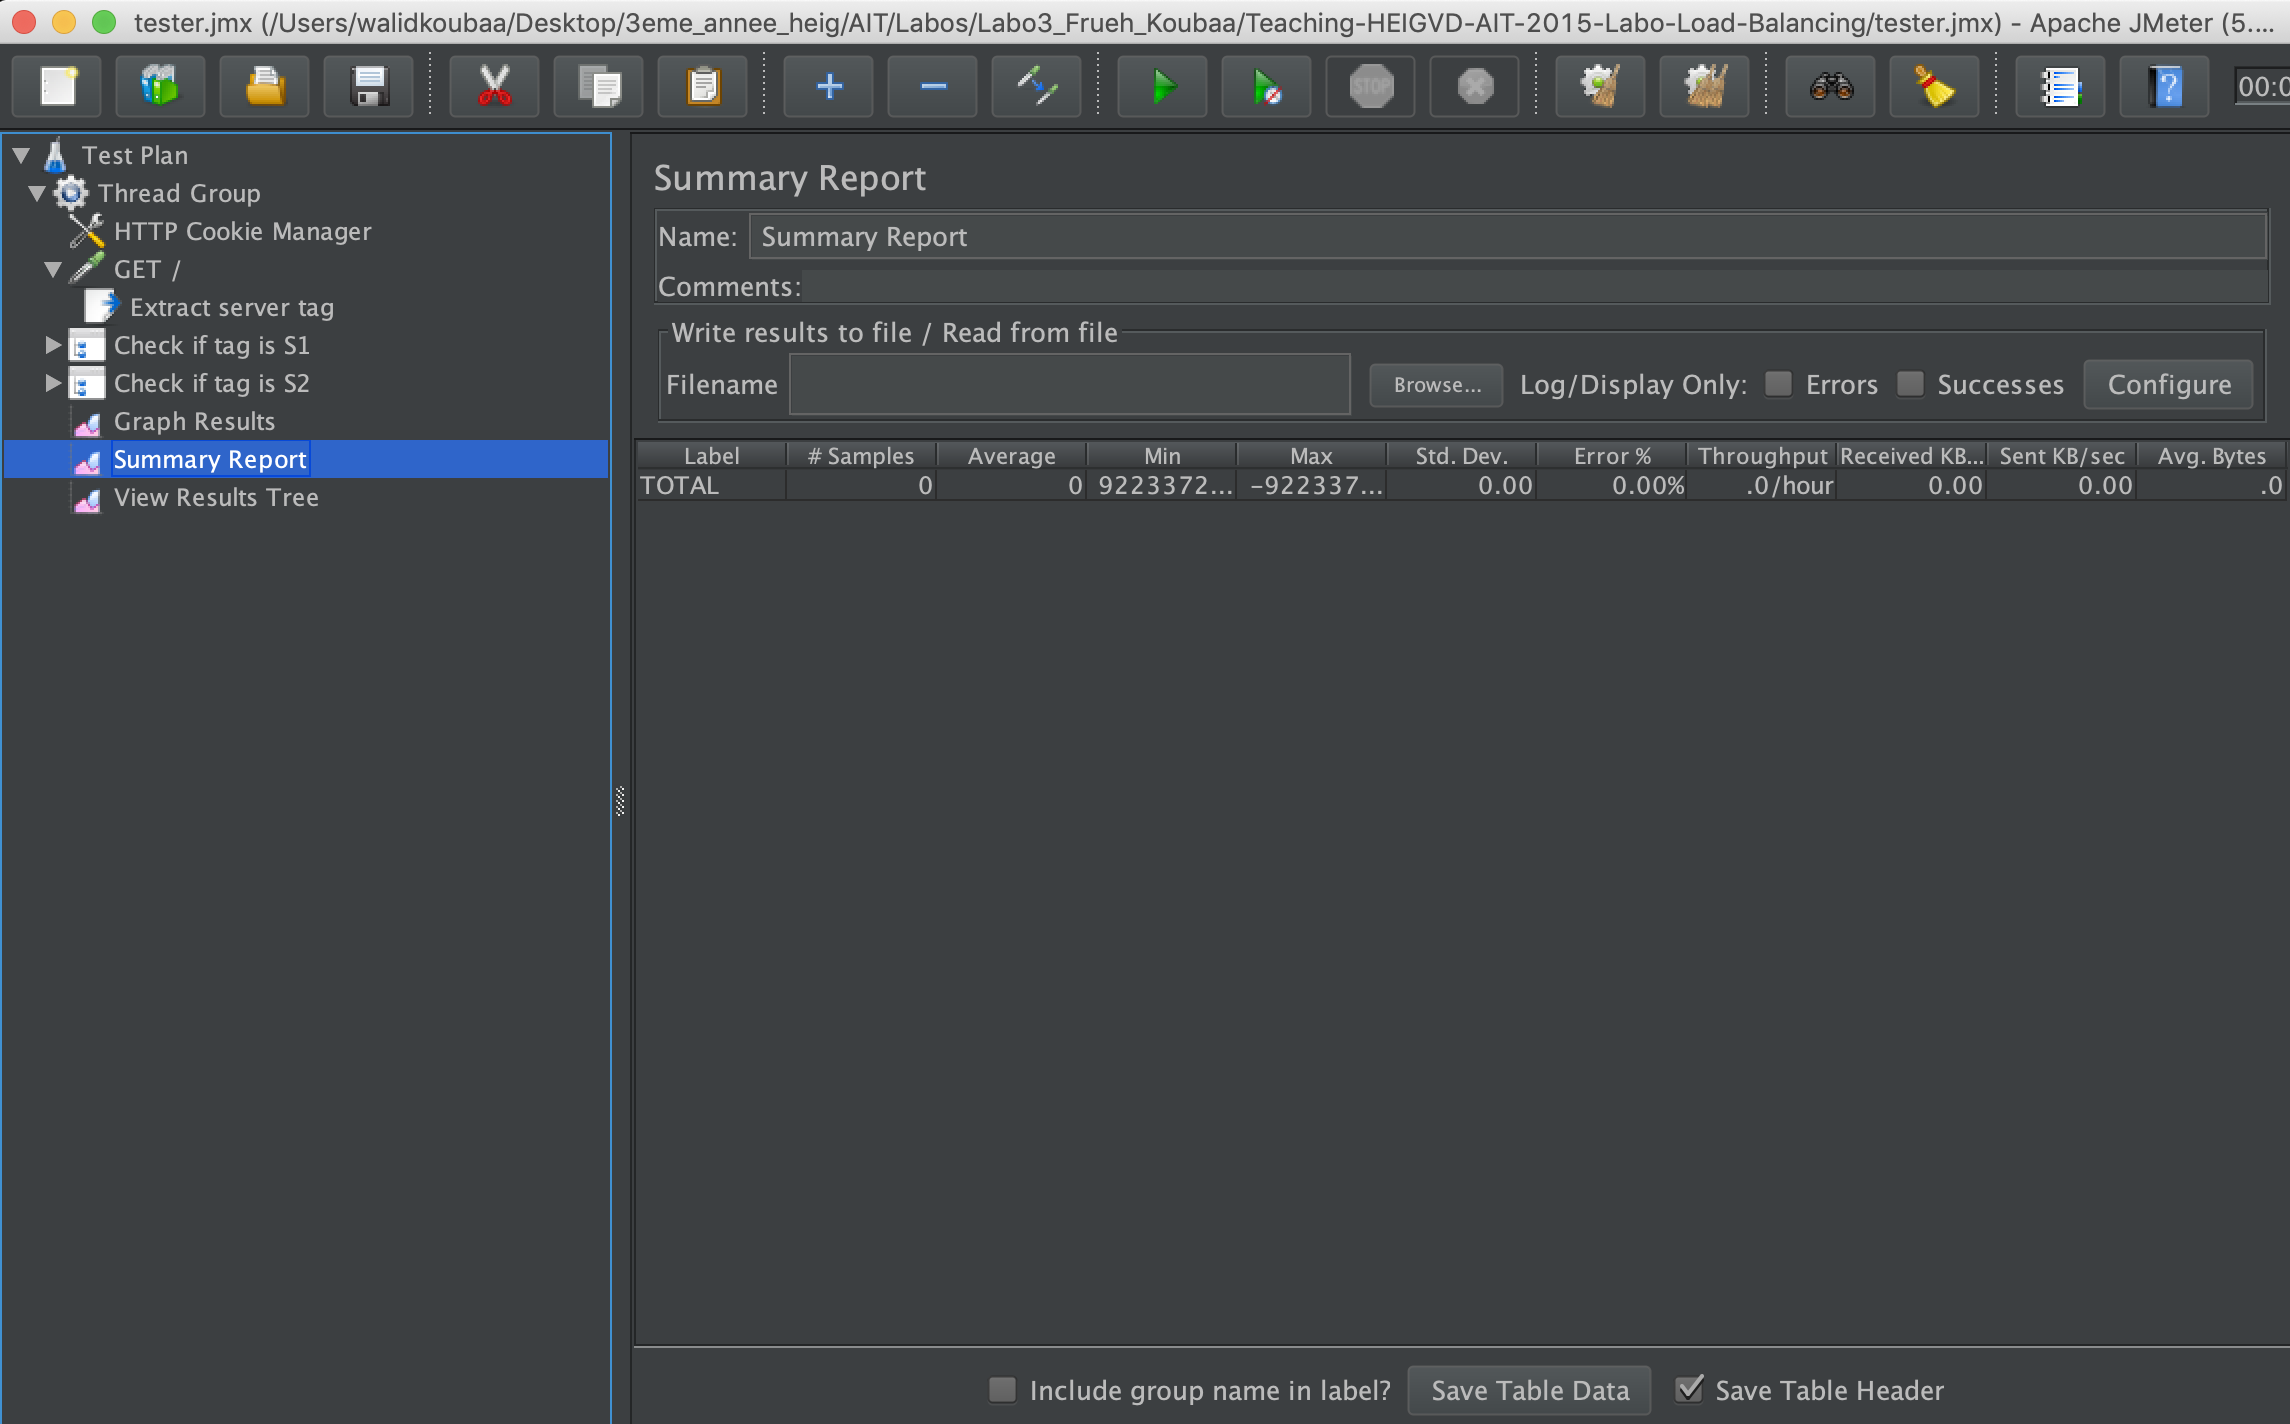 tester.jmx (/Users/walidkoubaa/Desktop/3eme_annee_heig/AIT/Labos/Labo3_Frueh_Koubaa/Teaching-HEIGVD-AIT-2015-Labo-Load-Balancing/tester.jmx) - Apache JMeter (5....
STOP
?
00:0
Test Plan
Thread Group
HTTP Cookie Manager
GET /
Extract server tag
Check if tag is S1
Check if tag is S2
Graph Results
Summary Report
View Results Tree
Summary Report
Name: Summary Report
Comments:
Write results to file / Read from file
Filename Browse... Log/Display Only: Errors Successes Configure
Label # Samples Average Min Max Std. Dev. Error % Throughput Received KB... Sent KB/sec Avg. Bytes
TOTAL 0 0 9223372... -922337... 0.00 0.00% .0/hour 0.00 0.00 .0
Include group name in label? Save Table Data Save Table Header